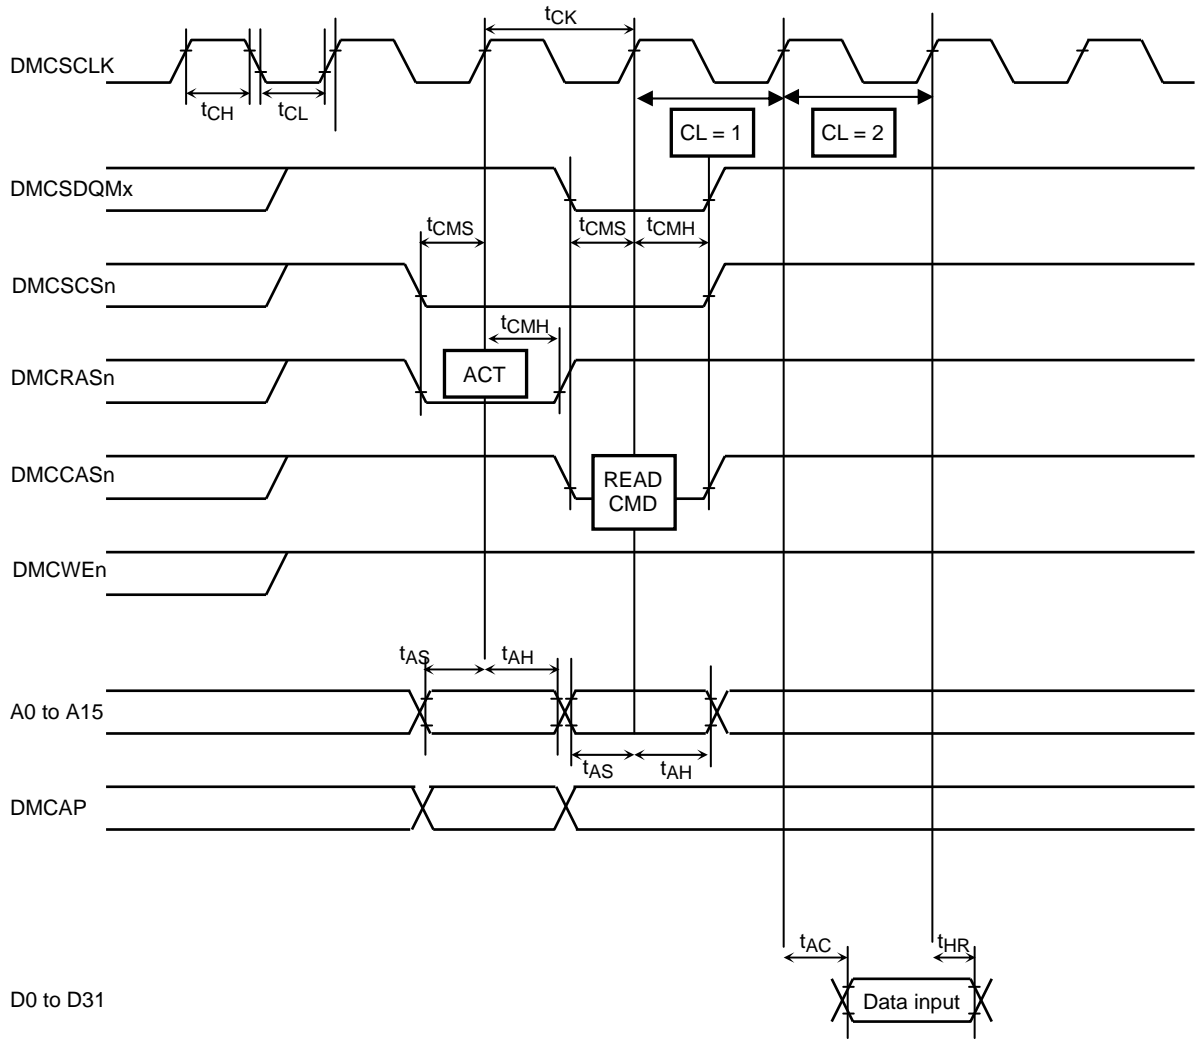 tCK
DMCSCLK
tCH
tCL
CL = 1
CL = 2
DMCSDQMx
tCMS
tCMS
tCMH
DMCSCSn
tCMH
DMCRASn
ACT
DMCCASn
READ
CMD
DMCWEn
tAS
tAH
A0 to A15
tAS
tAH
DMCAP
tAC
tHR
D0 to D31
Data input